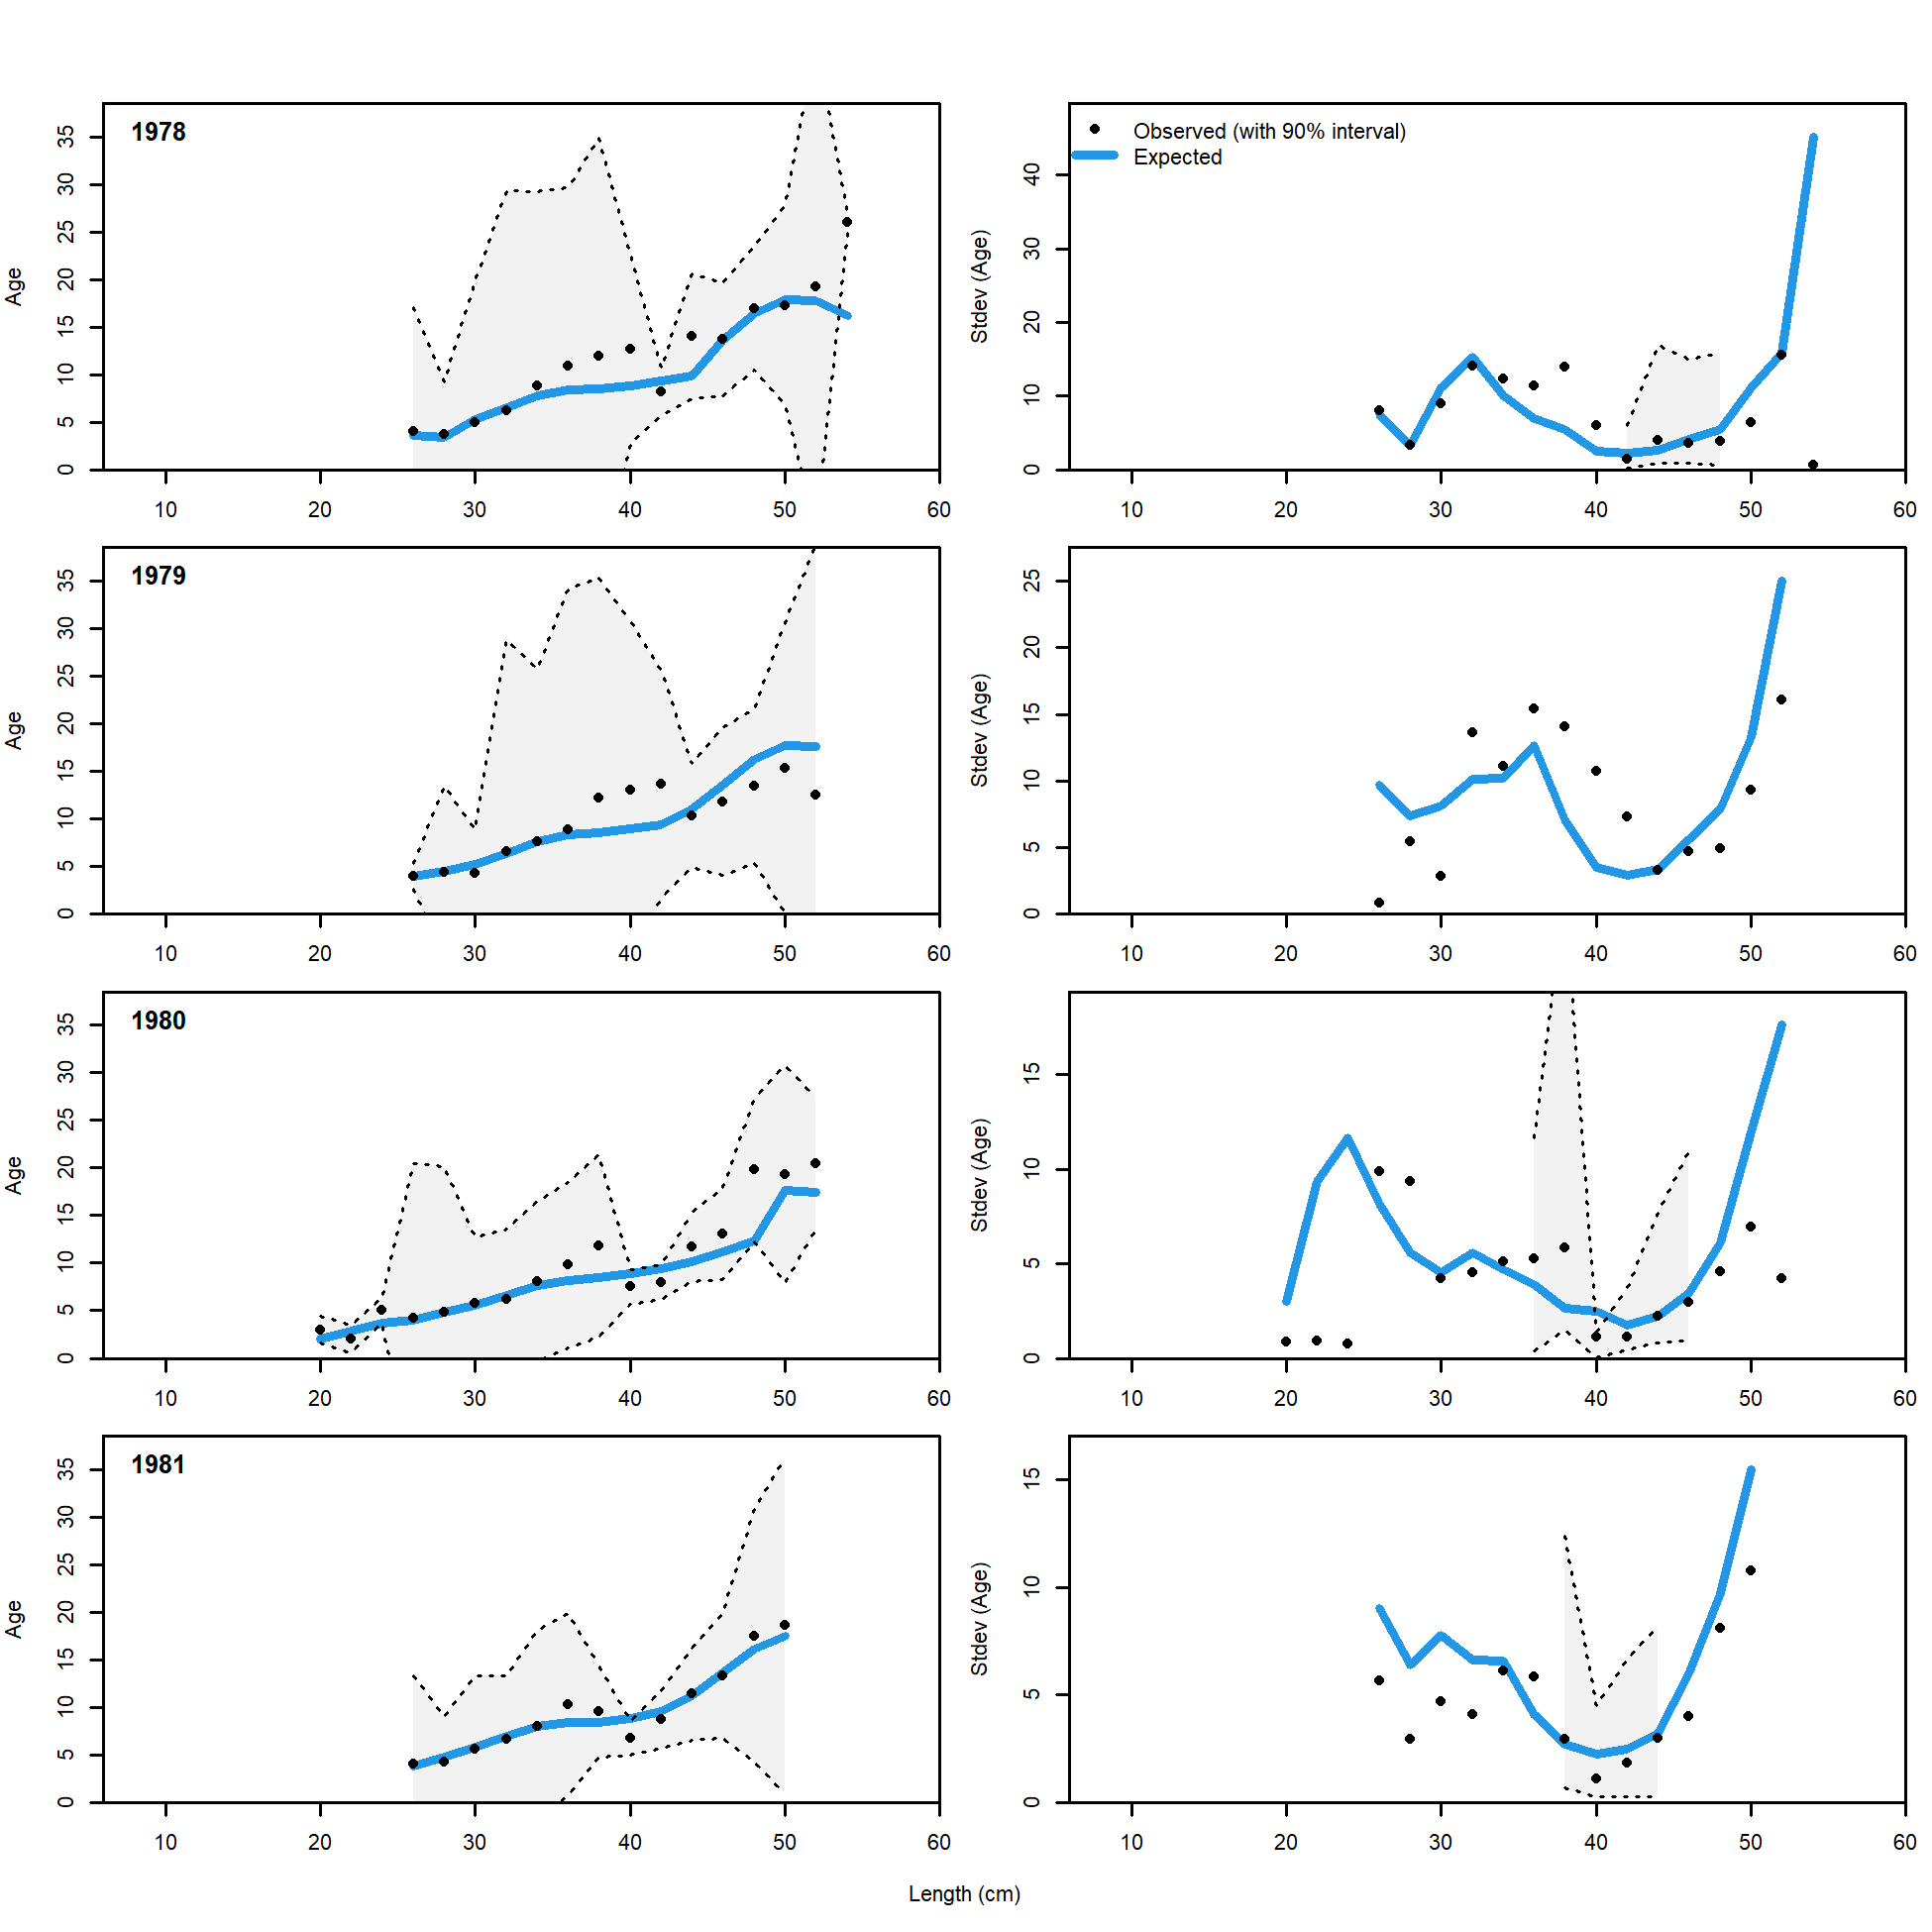 1978
Age
0 5 10 15 20 25 30 35
10 20 30 40 50 60
Observed (with 90% interval)
Expected
Stdev (Age)
0 10 20 30 40
10 20 30 40 50 60
1979
Age
0 5 10 15 20 25 30 35
10 20 30 40 50 60
Stdev (Age)
0 5 10 15 20 25
10 20 30 40 50 60
1980
Age
0 5 10 15 20 25 30 35
10 20 30 40 50 60
Stdev (Age)
0 5 10 15
10 20 30 40 50 60
1981
Age
0 5 10 15 20 25 30 35
10 20 30 40 50 60
Stdev (Age)
0 5 10 15
10 20 30 40 50 60
Length (cm)